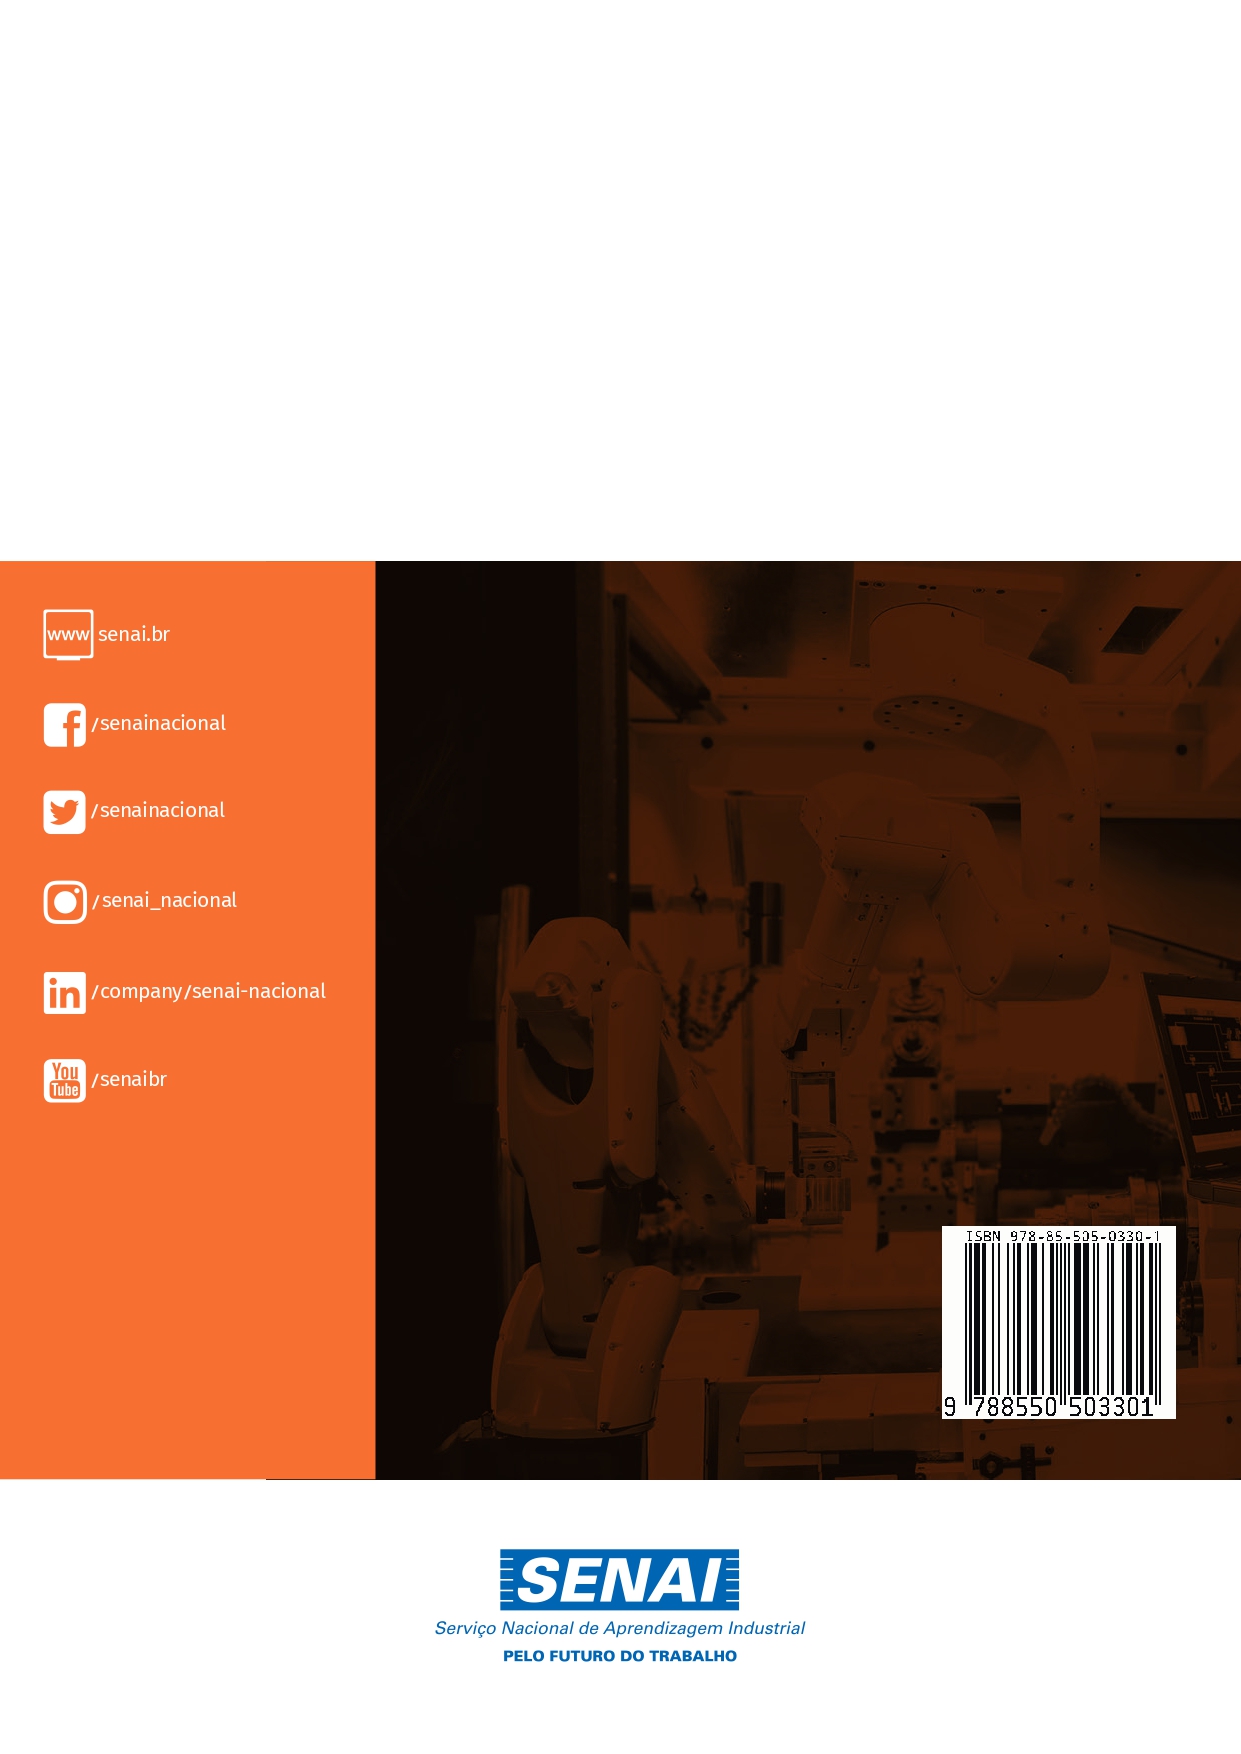 www senai.br
/senainacional
/senainacional
/senai_nacional
in /company/senai-nacional
You Tube /senaibr
ISBN 978-85-505-0330-1
9 788550 503301
SENAI
Serviço Nacional de Aprendizagem Industrial
PELO FUTURO DO TRABALHO